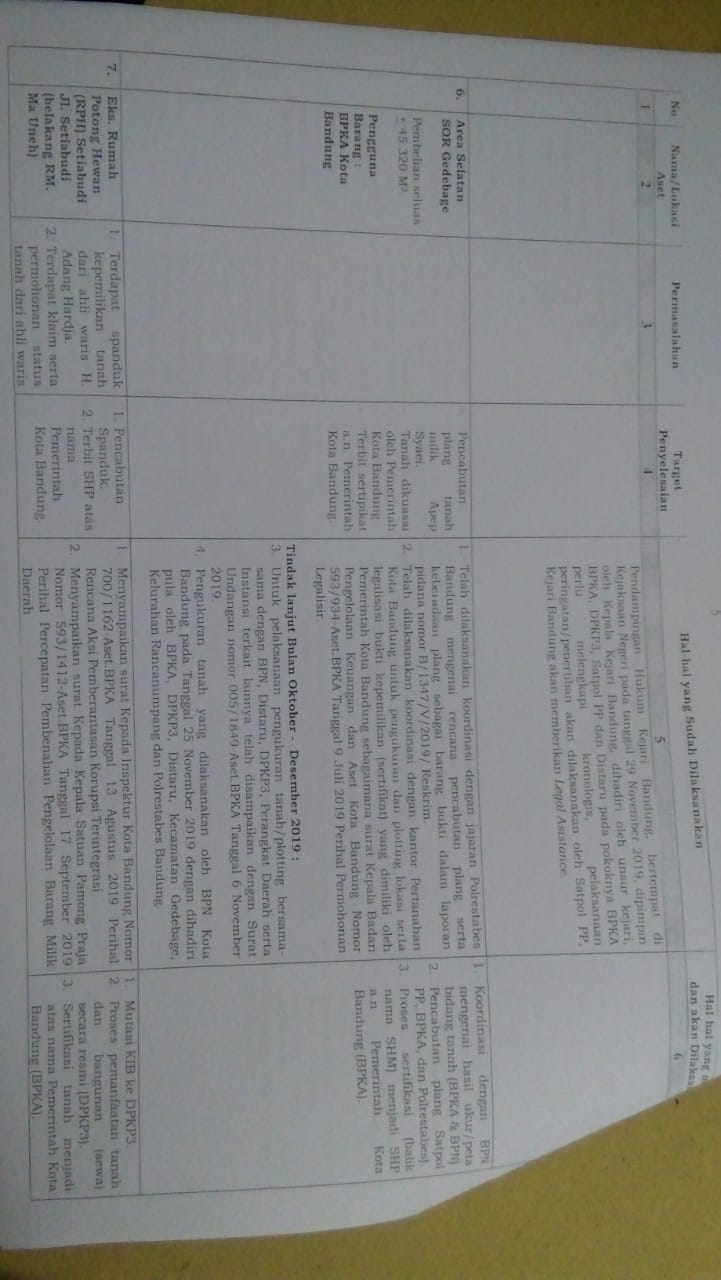 5
No
Nama/Lokasi
Aset
Permasalahan
Target
Penyelesaian
Hal hal yang Sudah Dilaksanakan
Hal hal yang
dan akan
1
2
3
4
5
6
Pendampingan Hukum Kejari Bandung, bertempat di
Kejaksaan Negeri pada tanggal 29 November 2019, dipimpin
oleh Kepala Kejari Bandung, dihadiri oleh unsur kejari,
BPKA, DPKP3, Satpol PP dan Distaru pada pokoknya BPKA
perlu melengkapi kronologis, pelaksanaan
peringatan/penertiban akan dilaksanakan oleh Satpol PP,
Kejari Bandung akan memberikan Legal Assistance.
6.
Area Selatan
SOR Gedebage
Pembelian seluas
± 45.320 M²
Pengguna
Barang :
BPKA Kota
Bandung
- Pencabutan
plang tanah
milik Apep
Syaef.
- Tanah dikuasai
oleh Pemerintah
Kota Bandung
- Terbit sertipikat
a.n. Pemerintah
Kota Bandung
1. Telah dilaksanakan koordinasi dengan jajaran Polrestabes
Bandung mengenai rencana pencabutan plang serta
keberadaan plang sebagai barang bukti dalam laporan
pidana nomor B/1347/V/2019/ Reskrim.
2. Telah dilaksanakan koordinasi dengan kantor Pertanahan
Kota Bandung untuk pengukuran dan plotting lokasi serta
legalisasi bukti kepemilikan (sertifikat) yang dimiliki oleh
Pemerintah Kota Bandung sebagaimana surat Kepala Badan
Pengelolaan Keuangan dan Aset Kota Bandung Nomor
593/934-Aset.BPKA Tanggal 9 Juli 2019 Perihal Permohonan
Legalisir.
Tindak lanjut Bulan Oktober - Desember 2019 :
3. Untuk pelaksanaan pengukuran tanah/plotting bersama-
sama dengan BPN, Distaru, DPKP3, Perangkat Daerah serta
Instansi terkait lainnya telah disampaikan dengan Surat
Undangan nomor 005/1849-Aset.BPKA Tanggal 6 November
2019.
4. Pengukuran tanah yang dilaksanakan oleh BPN Kota
Bandung pada Tanggal 25 November 2019 dengan dihadiri
pula oleh BPKA, DPKP3, Distaru, Kecamatan Gedebage,
Kelurahan Rancanumpang dan Polrestabes Bandung.
1. Koordinasi dengan BPN
mengenai hasil ukur/peta
bidang tanah (BPKA & BPN)
2. Pencabutan plang Satpol
PP, BPKA, dan Polrestabes).
3. Proses sertifikasi (balik
nama SHM) menjadi SHP
a.n Pemerintah Kota
Bandung (BPKA).
7.
Eks. Rumah
Potong Hewan
(RPH) Setiabudi
Jl. Setiabudi
(belakang RM.
Ma Uneh)
1. Terdapat spanduk
kepemilikan tanah
dari ahli waris H.
Adang Hardja.
2. Terdapat klaim serta
permohonan status
tanah dari ahli waris
1. Pencabutan
Spanduk.
2. Terbit SHP atas
nama
Pemerintah
Kota Bandung
1. Menyampaikan surat Kepada Inspektur Kota Bandung Nomor
700/1162-Aset.BPKA Tanggal 13 Agustus 2019 Perihal
Rencana Aksi Pemberantasan Korupsi Terintegrasi
2. Menyampaikan surat Kepada Kepala Satuan Pamong Praja
Nomor 593/1412-Aset.BPKA Tanggal 17 September 2019
Perihal Percepatan Pembenahan Pengelolaan Barang Milik
Daerah.
1. Mutasi KIB ke DPKP3.
2 Proses pemanfaatan tanah
dan bangunan (sewa)
secara resmi (DPKP3).
3. Sertifikasi tanah menjadi
atas nama Pemerintah Kota
Bandung (BPKA).